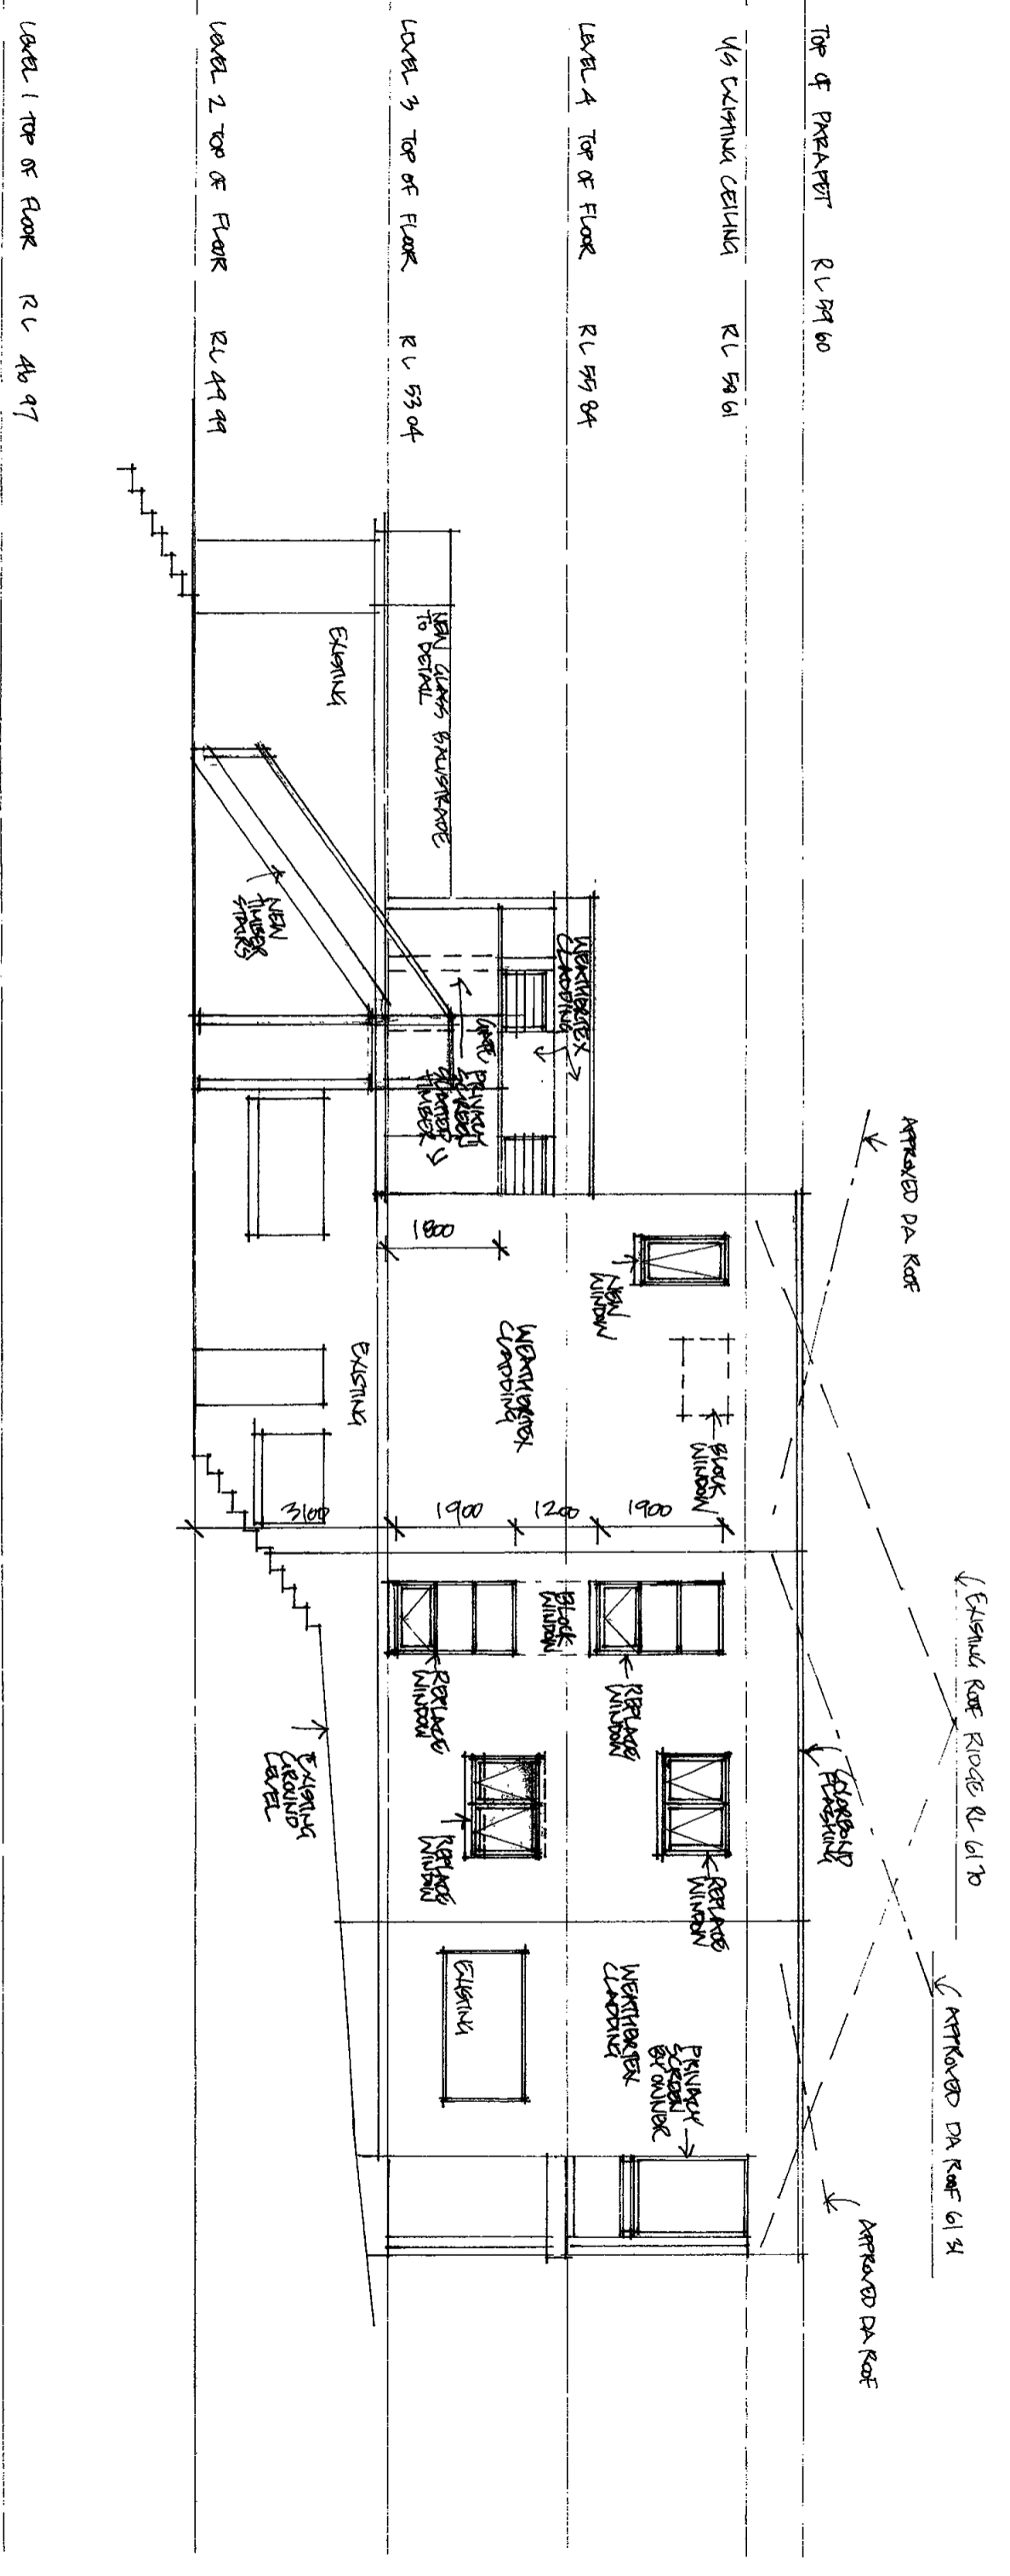 TOP OF PARAPET RL 59 60
U/S EXISTING CEILING RL 58 61
LEVEL 4 TOP OF FLOOR RL 55 84
LEVEL 3 TOP OF FLOOR RL 53 04
LEVEL 2 TOP OF FLOOR RL 49 99
LEVEL 1 TOP OF FLOOR RL 46 97
EXISTING ROOF RIDGE RL 61 70
APPROVED DA ROOF 61 31
APPROVED DA ROOF
APPROVED DA ROOF
COLORBOND
FLASHING
NEW
WINDOW
BLOCK
WINDOW
REPLACE
WINDOW
REPLACE
WINDOW
PRIVACY
SCREEN
BY OWNER
WEATHERTEX
CLADDING
WEATHERTEX
CLADDING
WEATHERTEX
CLADDING
BLOCK
WINDOW
REPLACE
WINDOW
REPLACE
WINDOW
EXISTING
NEW GLASS BALUSTRADE
TO DETAIL
PRIVACY
SCREEN
TIMBER
1800
1900
1200
1900
3100
EXISTING
NEW
TIMBER
STAIRS
EXISTING
EXISTING
GROUND
LEVEL